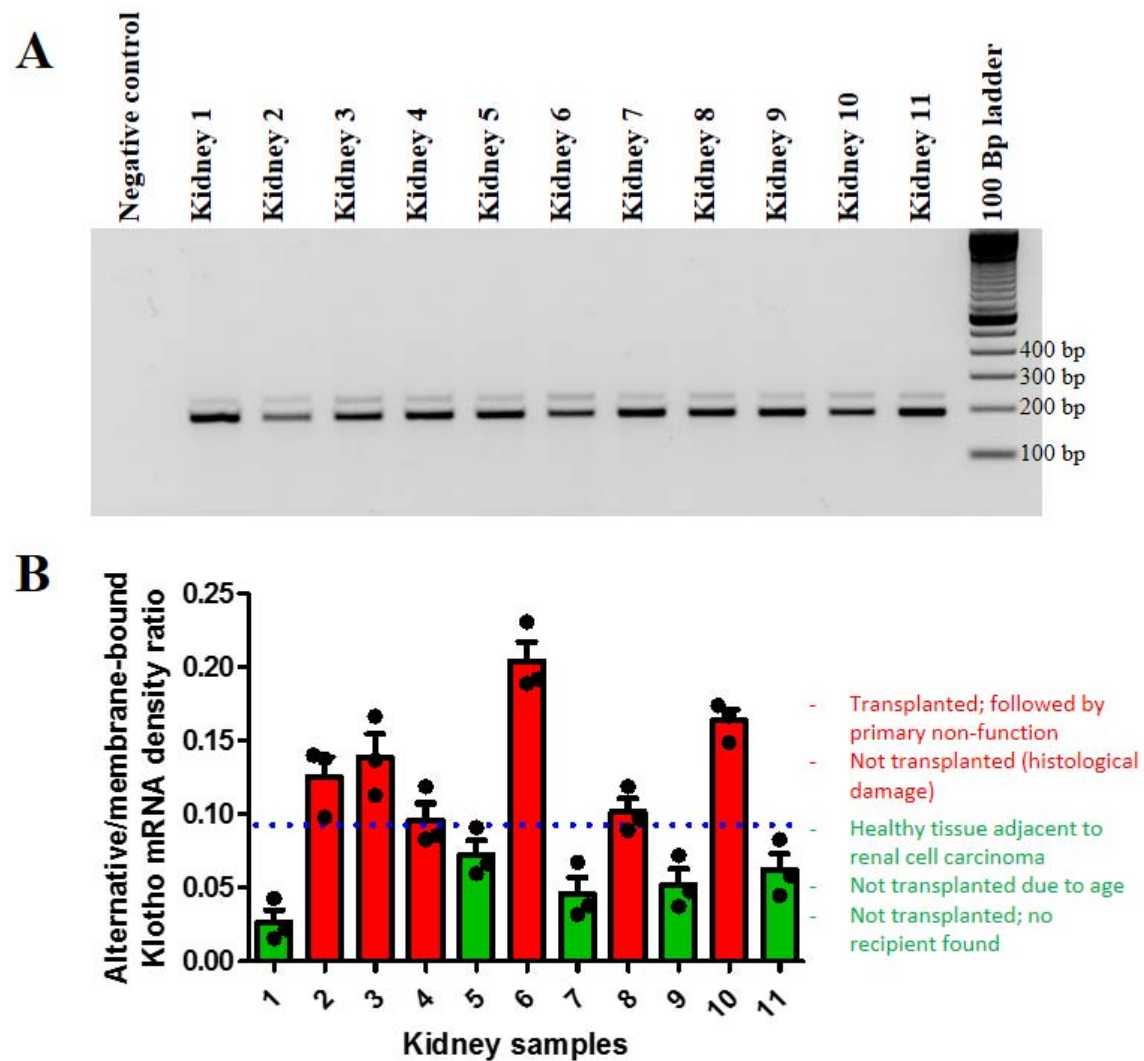 A
Negative control
Kidney 1
Kidney 2
Kidney 3
Kidney 4
Kidney 5
Kidney 6
Kidney 7
Kidney 8
Kidney 9
Kidney 10
Kidney 11
100 Bp ladder
400 bp
300 bp
200 bp
100 bp
B
Alternative/membrane-bound
Klotho mRNA density ratio
0.25
0.20
0.15
0.10
0.05
0.00
1
2
3
4
5
6
7
8
9
10
11
Kidney samples
- Transplanted; followed by
primary non-function
- Not transplanted (histological
damage)
- Healthy tissue adjacent to
renal cell carcinoma
- Not transplanted due to age
- Not transplanted; no
recipient found